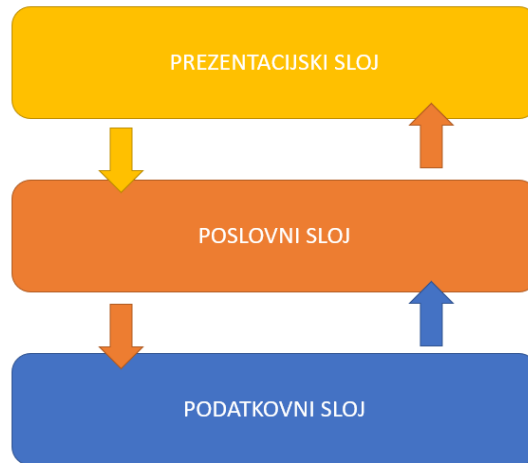 PREZENTACIJSKI SLOJ
POSLOVNI SLOJ
PODATKOVNI SLOJ